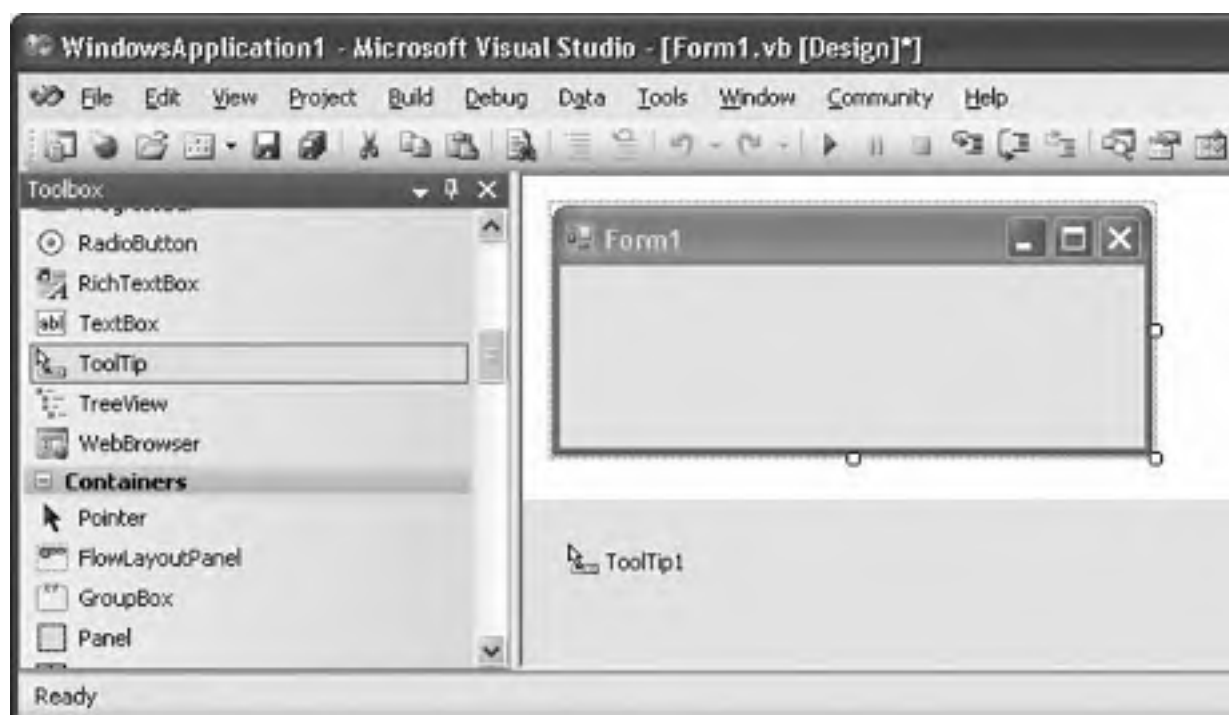 WindowsApplication1 - Microsoft Visual Studio - [Form1.vb [Design]*]
File Edit View Project Build Debug Data Tools Window Community Help
Toolbox
RadioButton
RichTextBox
abl TextBox
ToolTip
TreeView
WebBrowser
Containers
Pointer
FlowLayoutPanel
GroupBox
Panel
Form1
ToolTip1
Ready